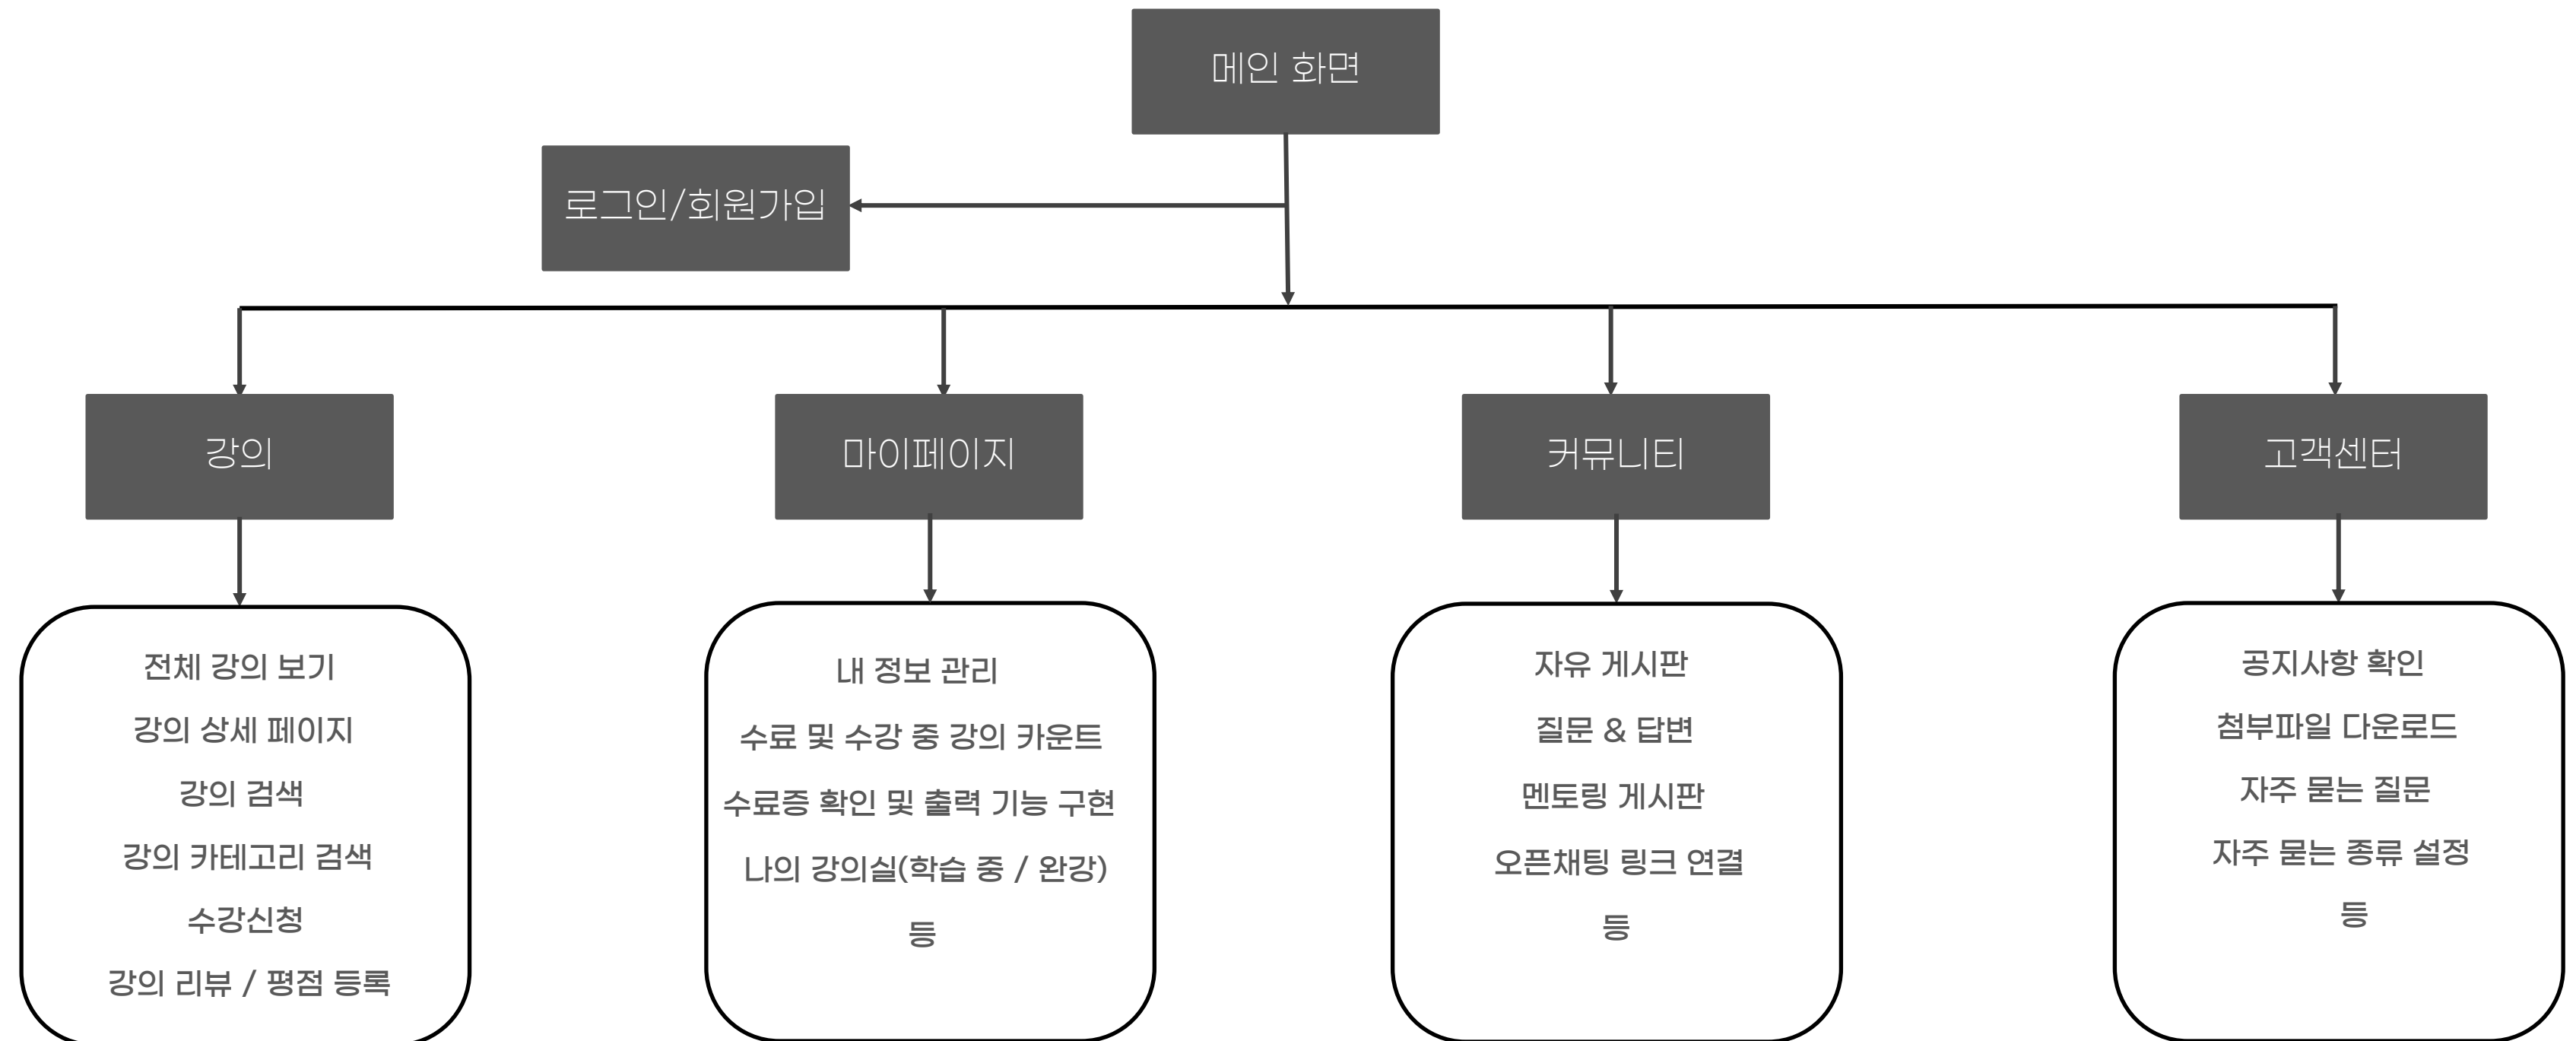 메인 화면
로그인/회원가입
강의
마이페이지
커뮤니티
고객센터
전체 강의 보기
강의 상세 페이지
강의 검색
강의 카테고리 검색
수강신청
강의 리뷰 / 평점 등록
내 정보 관리
수료 및 수강 중 강의 카운트
수료증 확인 및 출력 기능 구현
나의 강의실(학습 중 / 완강)
등
자유 게시판
질문 & 답변
멘토링 게시판
오픈채팅 링크 연결
등
공지사항 확인
첨부파일 다운로드
자주 묻는 질문
자주 묻는 종류 설정
등